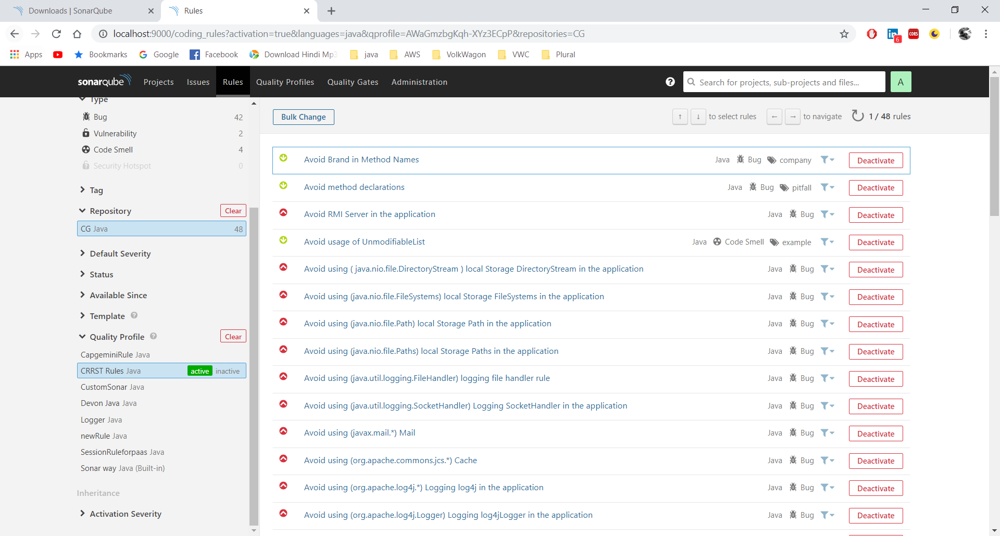 Downloads | SonarQube
Rules
localhost:9000/coding_rules?activation=true&languages=java&qprofile=AWaGmzbgKqh-XYz3ECpP&repositories=CG
CORS
6
Apps Bookmarks Google Facebook Download Hindi Mp3 java AWS VolkWagon VWC Plural
sonarqube Projects Issues Rules Quality Profiles Quality Gates Administration ? Search for projects, sub-projects and files... A
Type
Bug 42
Vulnerability 2
Code Smell 4
Security Hotspot 0
Tag
Repository Clear
CG Java 48
Default Severity
Status
Available Since
Template ?
Quality Profile ? Clear
CapgeminiRule Java
CRRST Rules Java active inactive
CustomSonar Java
Devon Java Java
Logger Java
newRule Java
SessionRuleforpaas Java
Sonar way Java (Built-in)
Inheritance
Activation Severity
Bulk Change ↑ ↓ to select rules ← → to navigate 1 / 48 rules
Avoid Brand in Method Names Java Bug company Deactivate
Avoid method declarations Java Bug pitfall Deactivate
Avoid RMI Server in the application Java Bug Deactivate
Avoid usage of UnmodifiableList Java Code Smell example Deactivate
Avoid using ( java.nio.file.DirectoryStream ) local Storage DirectoryStream in the application Java Bug Deactivate
Avoid using (java.nio.file.FileSystems) local Storage FileSystems in the application Java Bug Deactivate
Avoid using (java.nio.file.Path) local Storage Path in the application Java Bug Deactivate
Avoid using (java.nio.file.Paths) local Storage Paths in the application Java Bug Deactivate
Avoid using (java.util.logging.FileHandler) logging file handler rule Java Bug Deactivate
Avoid using (java.util.logging.SocketHandler) Logging SocketHandler in the application Java Bug Deactivate
Avoid using (javax.mail.*) Mail Java Bug Deactivate
Avoid using (org.apache.commons.jcs.*) Cache Java Bug Deactivate
Avoid using (org.apache.log4j.*) Logging log4j in the application Java Bug Deactivate
Avoid using (org.apache.log4j.Logger) Logging log4jLogger in the application Java Bug Deactivate